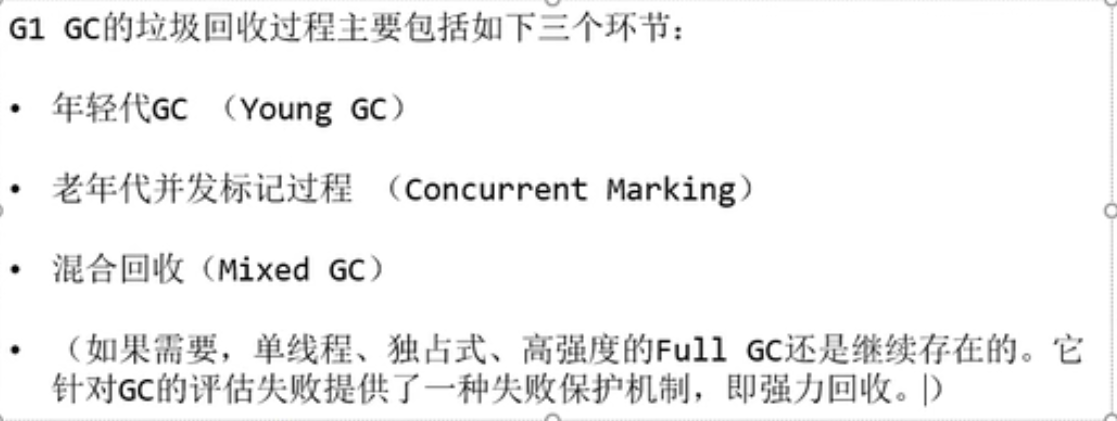 G1 GC的垃圾回收过程主要包括如下三个环节：
• 年轻代GC （Young GC）
• 老年代并发标记过程 （Concurrent Marking）
• 混合回收（Mixed GC）
• （如果需要，单线程、独占式、高强度的Full GC还是继续存在的。它
针对GC的评估失败提供了一种失败保护机制，即强力回收。）